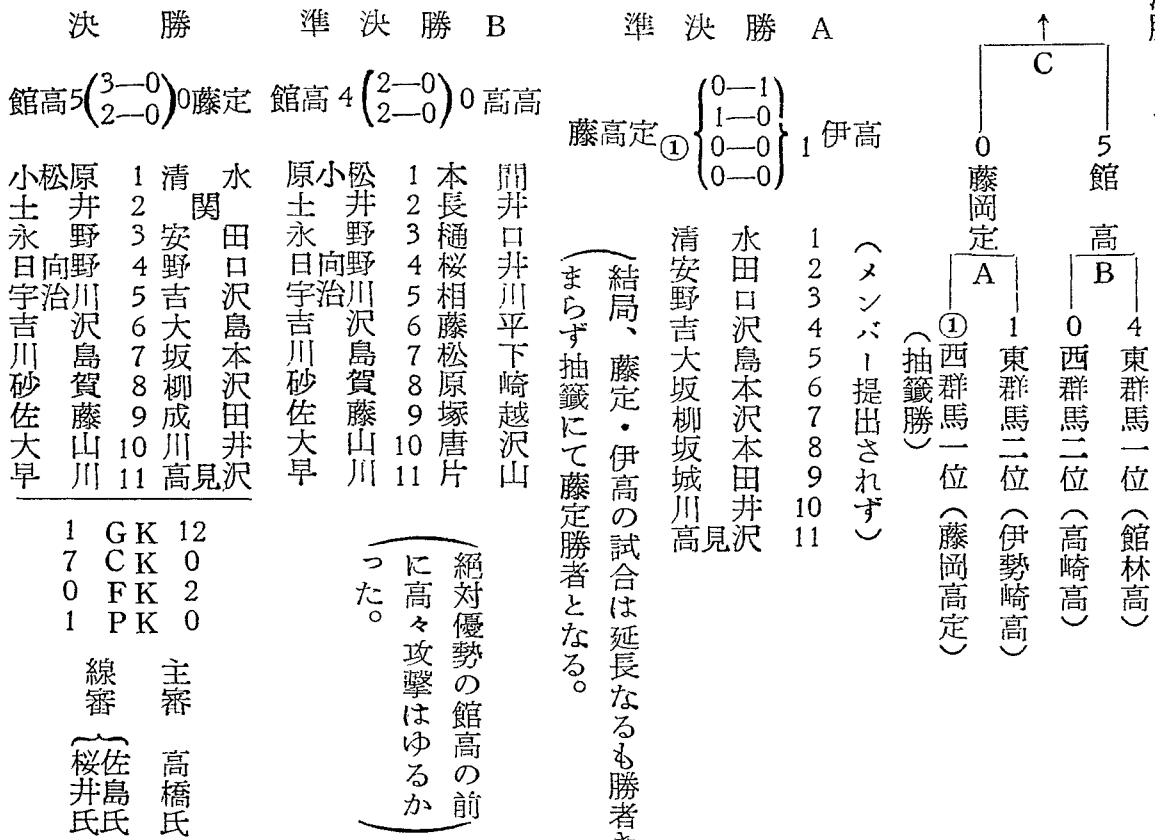 ↑
C
0 藤岡定
5 館高
A
B
①西群馬一位（藤岡高定）
（抽籤勝）
1東群馬二位（伊勢崎高）
0西群馬二位（高崎高）
4東群馬一位（館林高）
準決勝A
藤高定① {0—1 1—0 0—0 0—0} 1伊高
清水 1 （メンバー提出されず）
安田 2
野口 3
吉沢 4
大島 5
坂本 6
柳沢 7
坂本 8
城田 9
川井 10
高見沢 11
（結局、藤定・伊高の試合は延長なるも勝者き
まらず抽籤にて藤定勝者となる。
準決勝B
館高 4 (2—0 2—0) 0 高高
小松原 1 本間
土井 2 長井
永野 3 樋口
日向野 4 桜井
宇治川 5 相川
吉沢 6 藤平
川島 7 松下
砂賀 8 原崎
佐藤 9 塚越
大山 10 唐沢
早川 11 片山
（絶対優勢の館高の前
に高々攻撃はゆるか
った。）
決勝
館高5 (3—0 2—0) 0藤定
小松原 1 清水
土井 2 関
永野 3 安田
日向野 4 野口
宇治川 5 吉沢
吉沢 6 大島
川島 7 坂本
砂賀 8 柳沢
佐藤 9 成田
大山 10 川井
早川 11 高見沢
1 GK 12
7 CK 0
0 FK 2
1 PK 0
主審 高橋氏
線審 {佐島氏
桜井氏